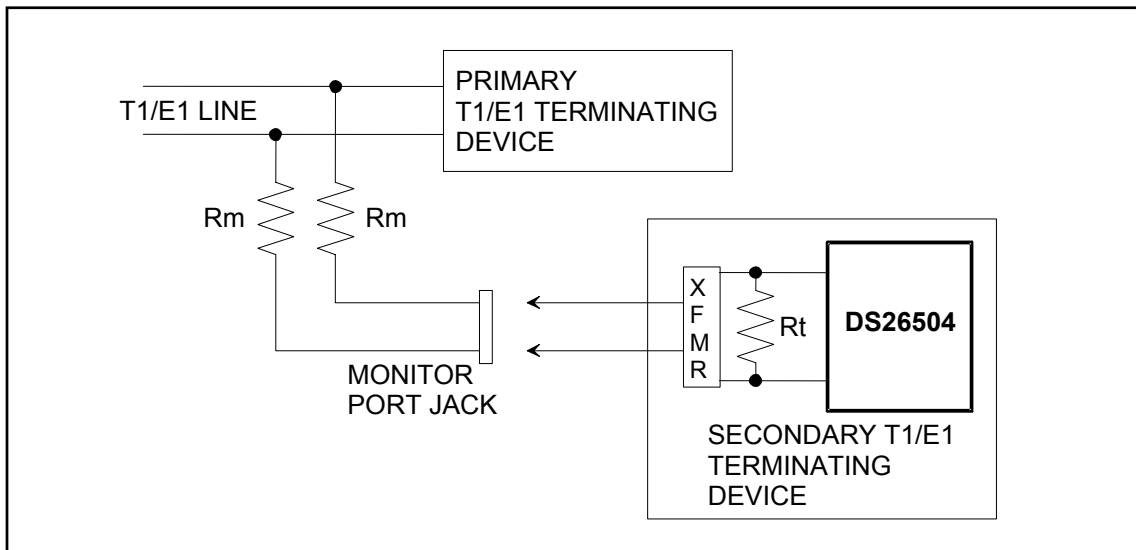 PRIMARY
T1/E1 TERMINATING
DEVICE
T1/E1 LINE
Rm
Rm
MONITOR
PORT JACK
X
F
M
R
Rt
DS26504
SECONDARY T1/E1
TERMINATING
DEVICE